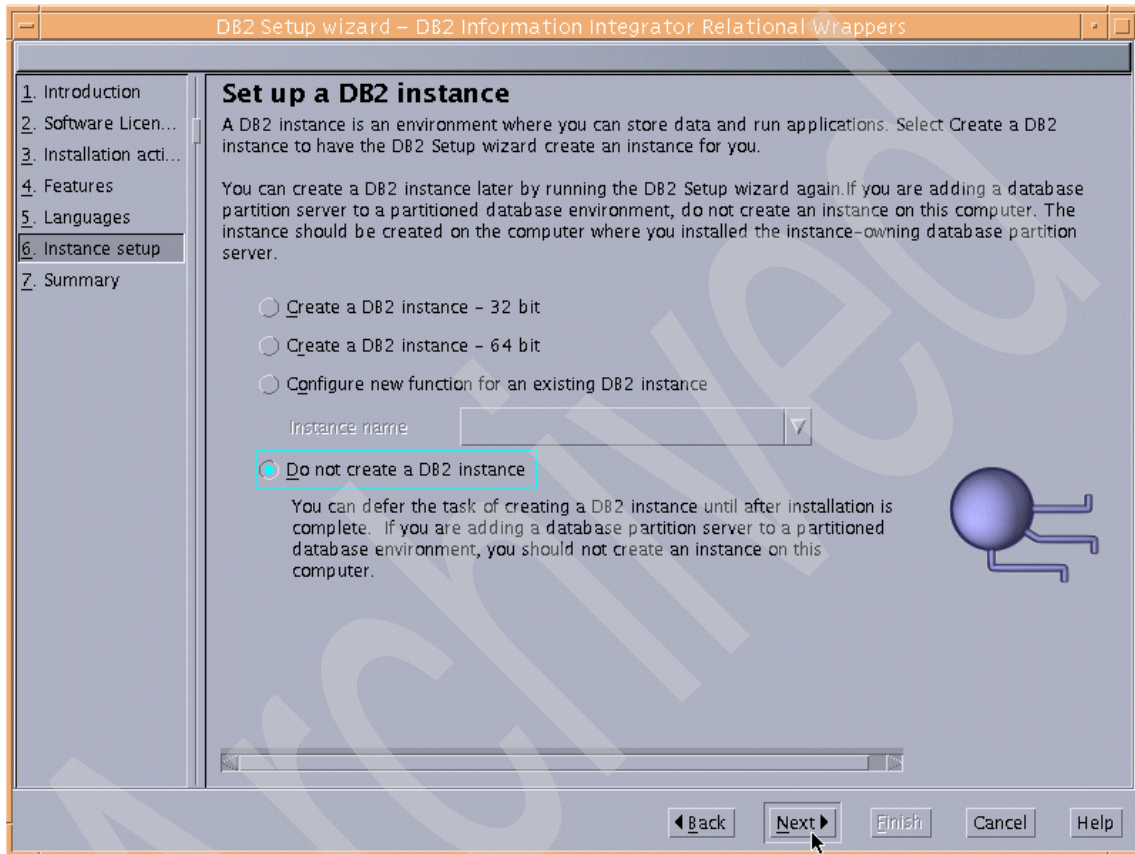 DB2 Setup wizard – DB2 Information Integrator Relational Wrappers
1. Introduction
2. Software Licen...
3. Installation acti...
4. Features
5. Languages
6. Instance setup
7. Summary
Set up a DB2 instance
A DB2 instance is an environment where you can store data and run applications. Select Create a DB2
instance to have the DB2 Setup wizard create an instance for you.
You can create a DB2 instance later by running the DB2 Setup wizard again.If you are adding a database
partition server to a partitioned database environment, do not create an instance on this computer. The
instance should be created on the computer where you installed the instance-owning database partition
server.
Create a DB2 instance – 32 bit
Create a DB2 instance – 64 bit
Configure new function for an existing DB2 instance
Instance name
Do not create a DB2 instance
You can defer the task of creating a DB2 instance until after installation is
complete. If you are adding a database partition server to a partitioned
database environment, you should not create an instance on this
computer.
Back
Next
Finish
Cancel
Help
Archived